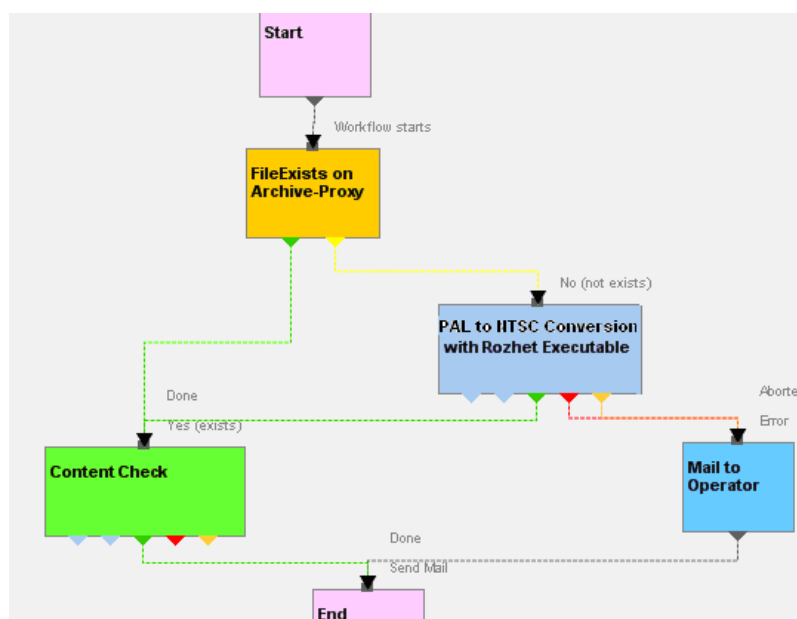 Start
Workflow starts
FileExists on
Archive-Proxy
No (not exists)
PAL to NTSC Conversion
with Rozhet Executable
Done
Yes (exists)
Aborte
Error
Content Check
Mail to
Operator
Done
Send Mail
End